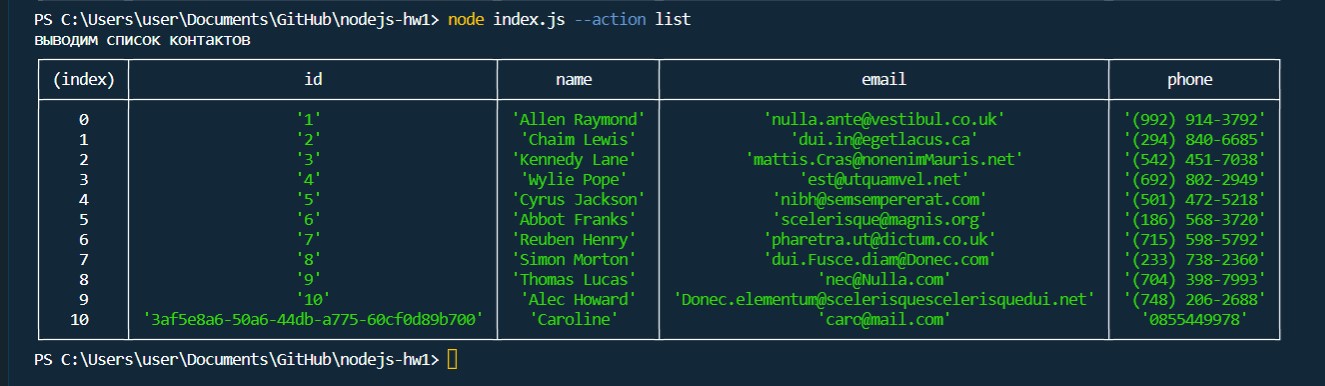 PS C:\Users\user\Documents\GitHub\nodejs-hw1> node index.js --action list
выводим список контактов
(index) id name email phone
0 '1' 'Allen Raymond' 'nulla.ante@vestibul.co.uk' '(992) 914-3792'
1 '2' 'Chaim Lewis' 'dui.in@egetlacus.ca' '(294) 840-6685'
2 '3' 'Kennedy Lane' 'mattis.Cras@nonenimMauris.net' '(542) 451-7038'
3 '4' 'Wylie Pope' 'est@utquamvel.net' '(692) 802-2949'
4 '5' 'Cyrus Jackson' 'nibh@semsempererat.com' '(501) 472-5218'
5 '6' 'Abbot Franks' 'scelerisque@magnis.org' '(186) 568-3720'
6 '7' 'Reuben Henry' 'pharetra.ut@dictum.co.uk' '(715) 598-5792'
7 '8' 'Simon Morton' 'dui.Fusce.diam@Donec.com' '(233) 738-2360'
8 '9' 'Thomas Lucas' 'nec@Nulla.com' '(704) 398-7993'
9 '10' 'Alec Howard' 'Donec.elementum@scelerisquescelerisquedui.net' '(748) 206-2688'
10 '3af5e8a6-50a6-44db-a775-60cf0d89b700' 'Caroline' 'caro@mail.com' '0855449978'
PS C:\Users\user\Documents\GitHub\nodejs-hw1>